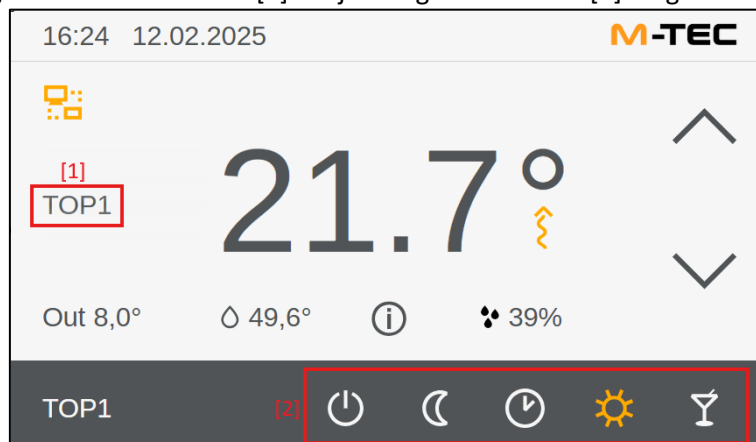 16:24 12.02.2025 M-TEC
[1]
TOP1
21.7°
Out 8,0° 49,6° i 39%
TOP1 [2]